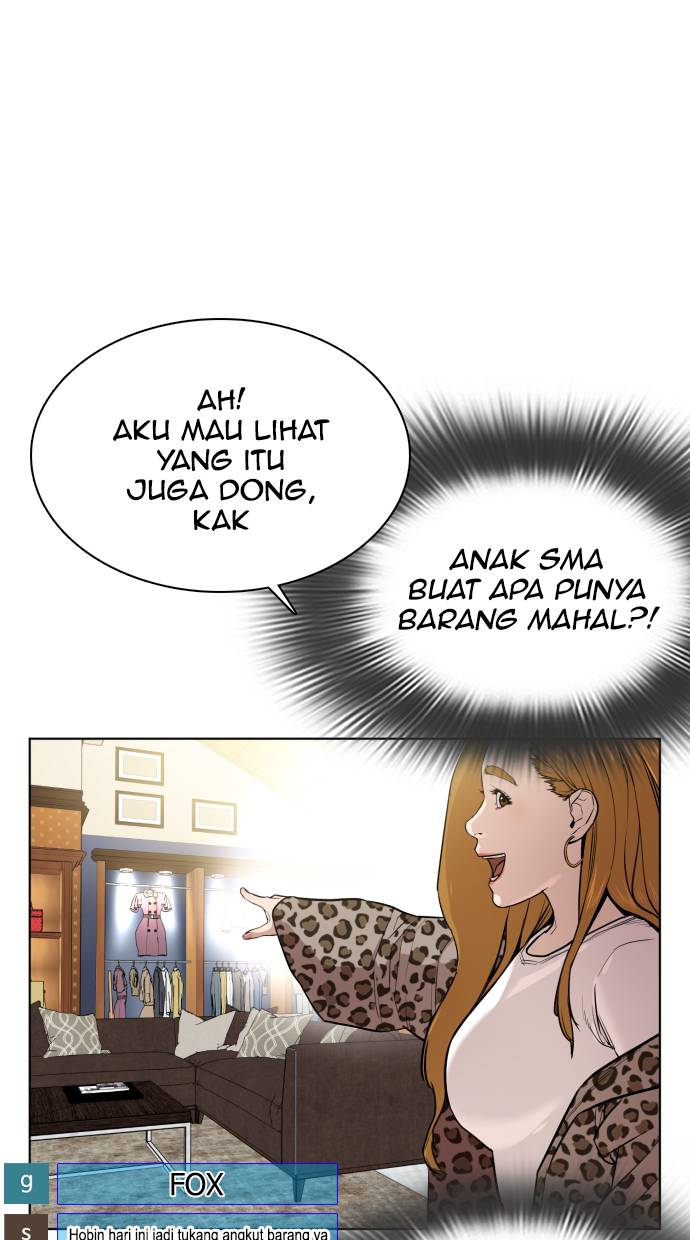 AH!
AKU MAU LIHAT
YANG ITU
JUGA DONG,
KAK
ANAK SMA
BUAT APA PUNYA
BARANG MAHAL?!
g
FOX
s
Hobin hari ini jadi tukang angkut barang ya